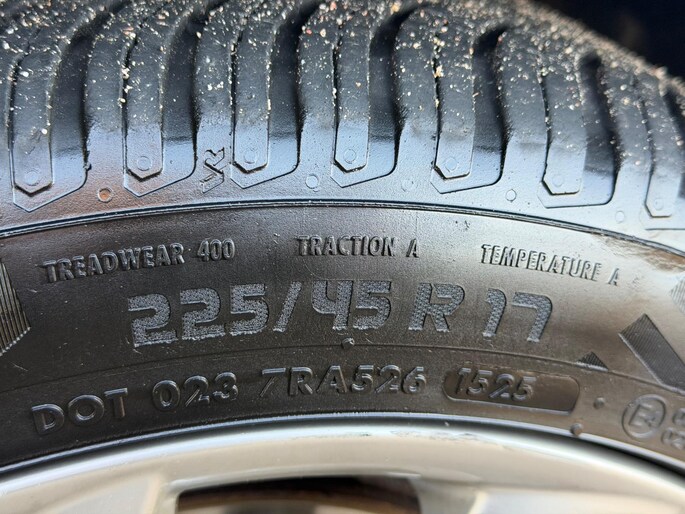 TREADWEAR 400 TRACTION A TEMPERATURE A
225/45 R 17
DOT 023 7RA526 1525